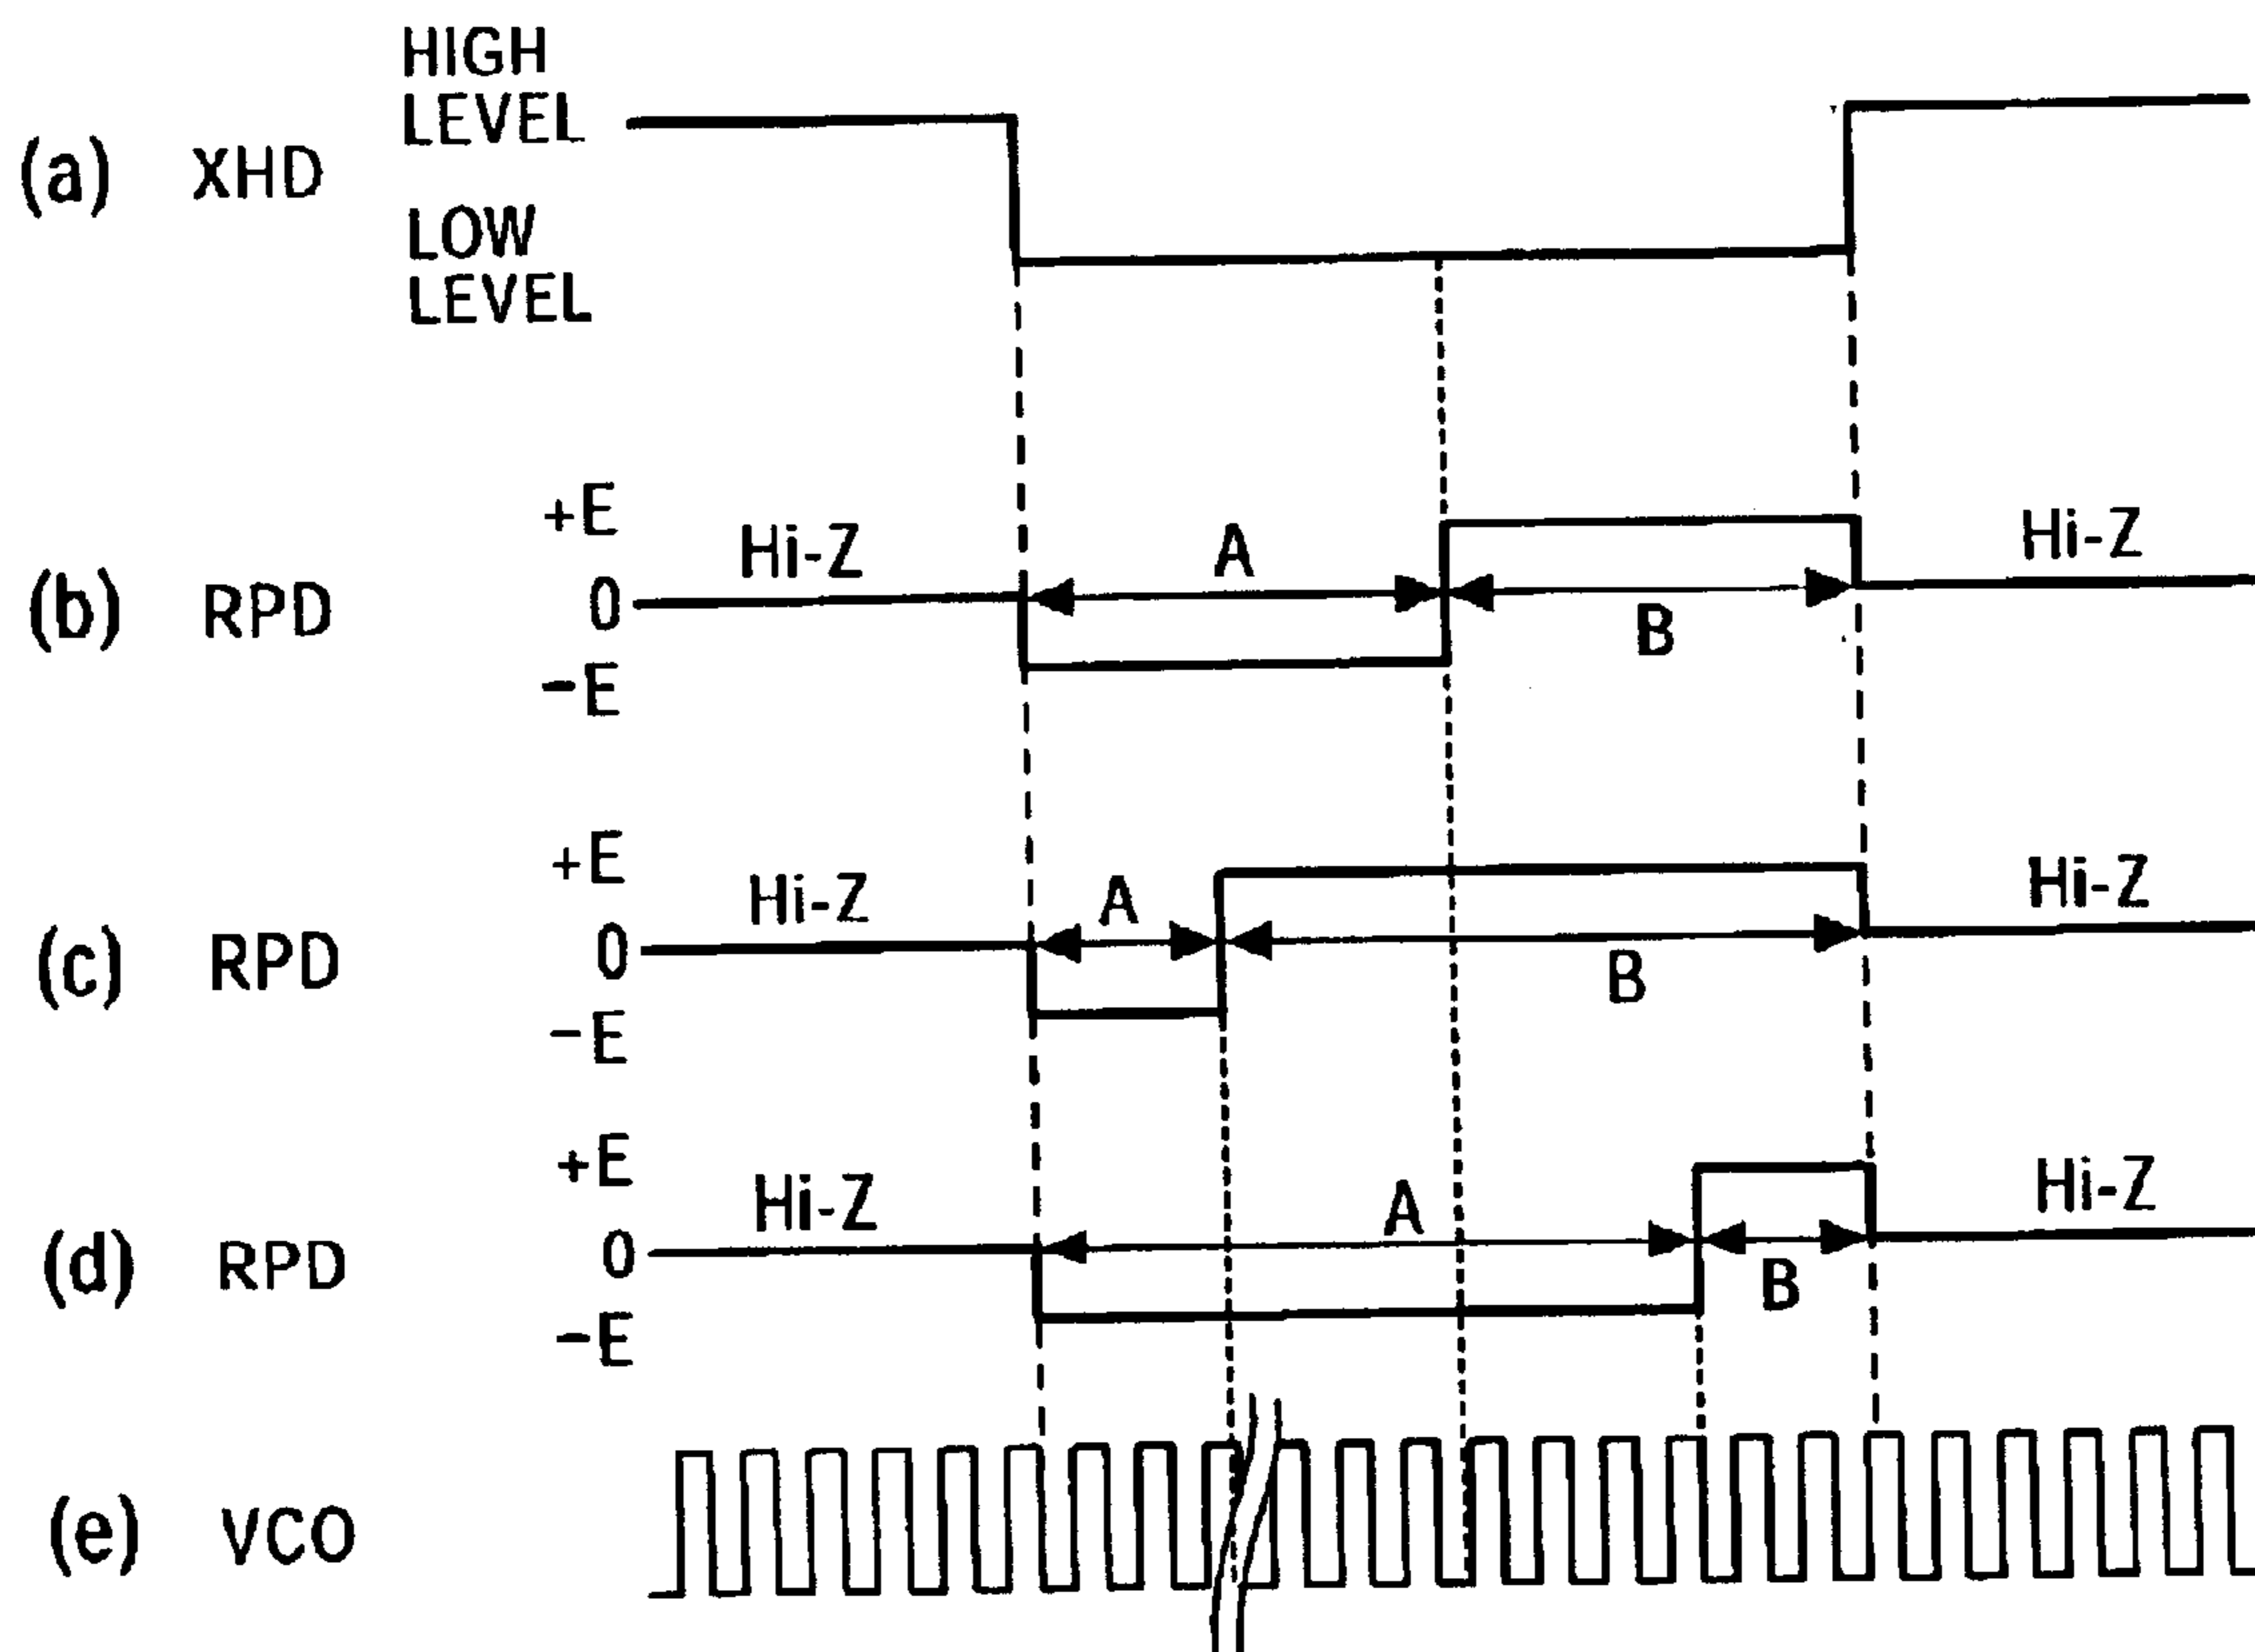 HIGH
LEVEL
(a) XHD
LOW
LEVEL
+E
Hi-Z A Hi-Z
(b) RPD 0
B
-E
+E
Hi-Z A Hi-Z
(c) RPD 0
B
-E
+E
Hi-Z A Hi-Z
(d) RPD 0
B
-E
(e) VCO